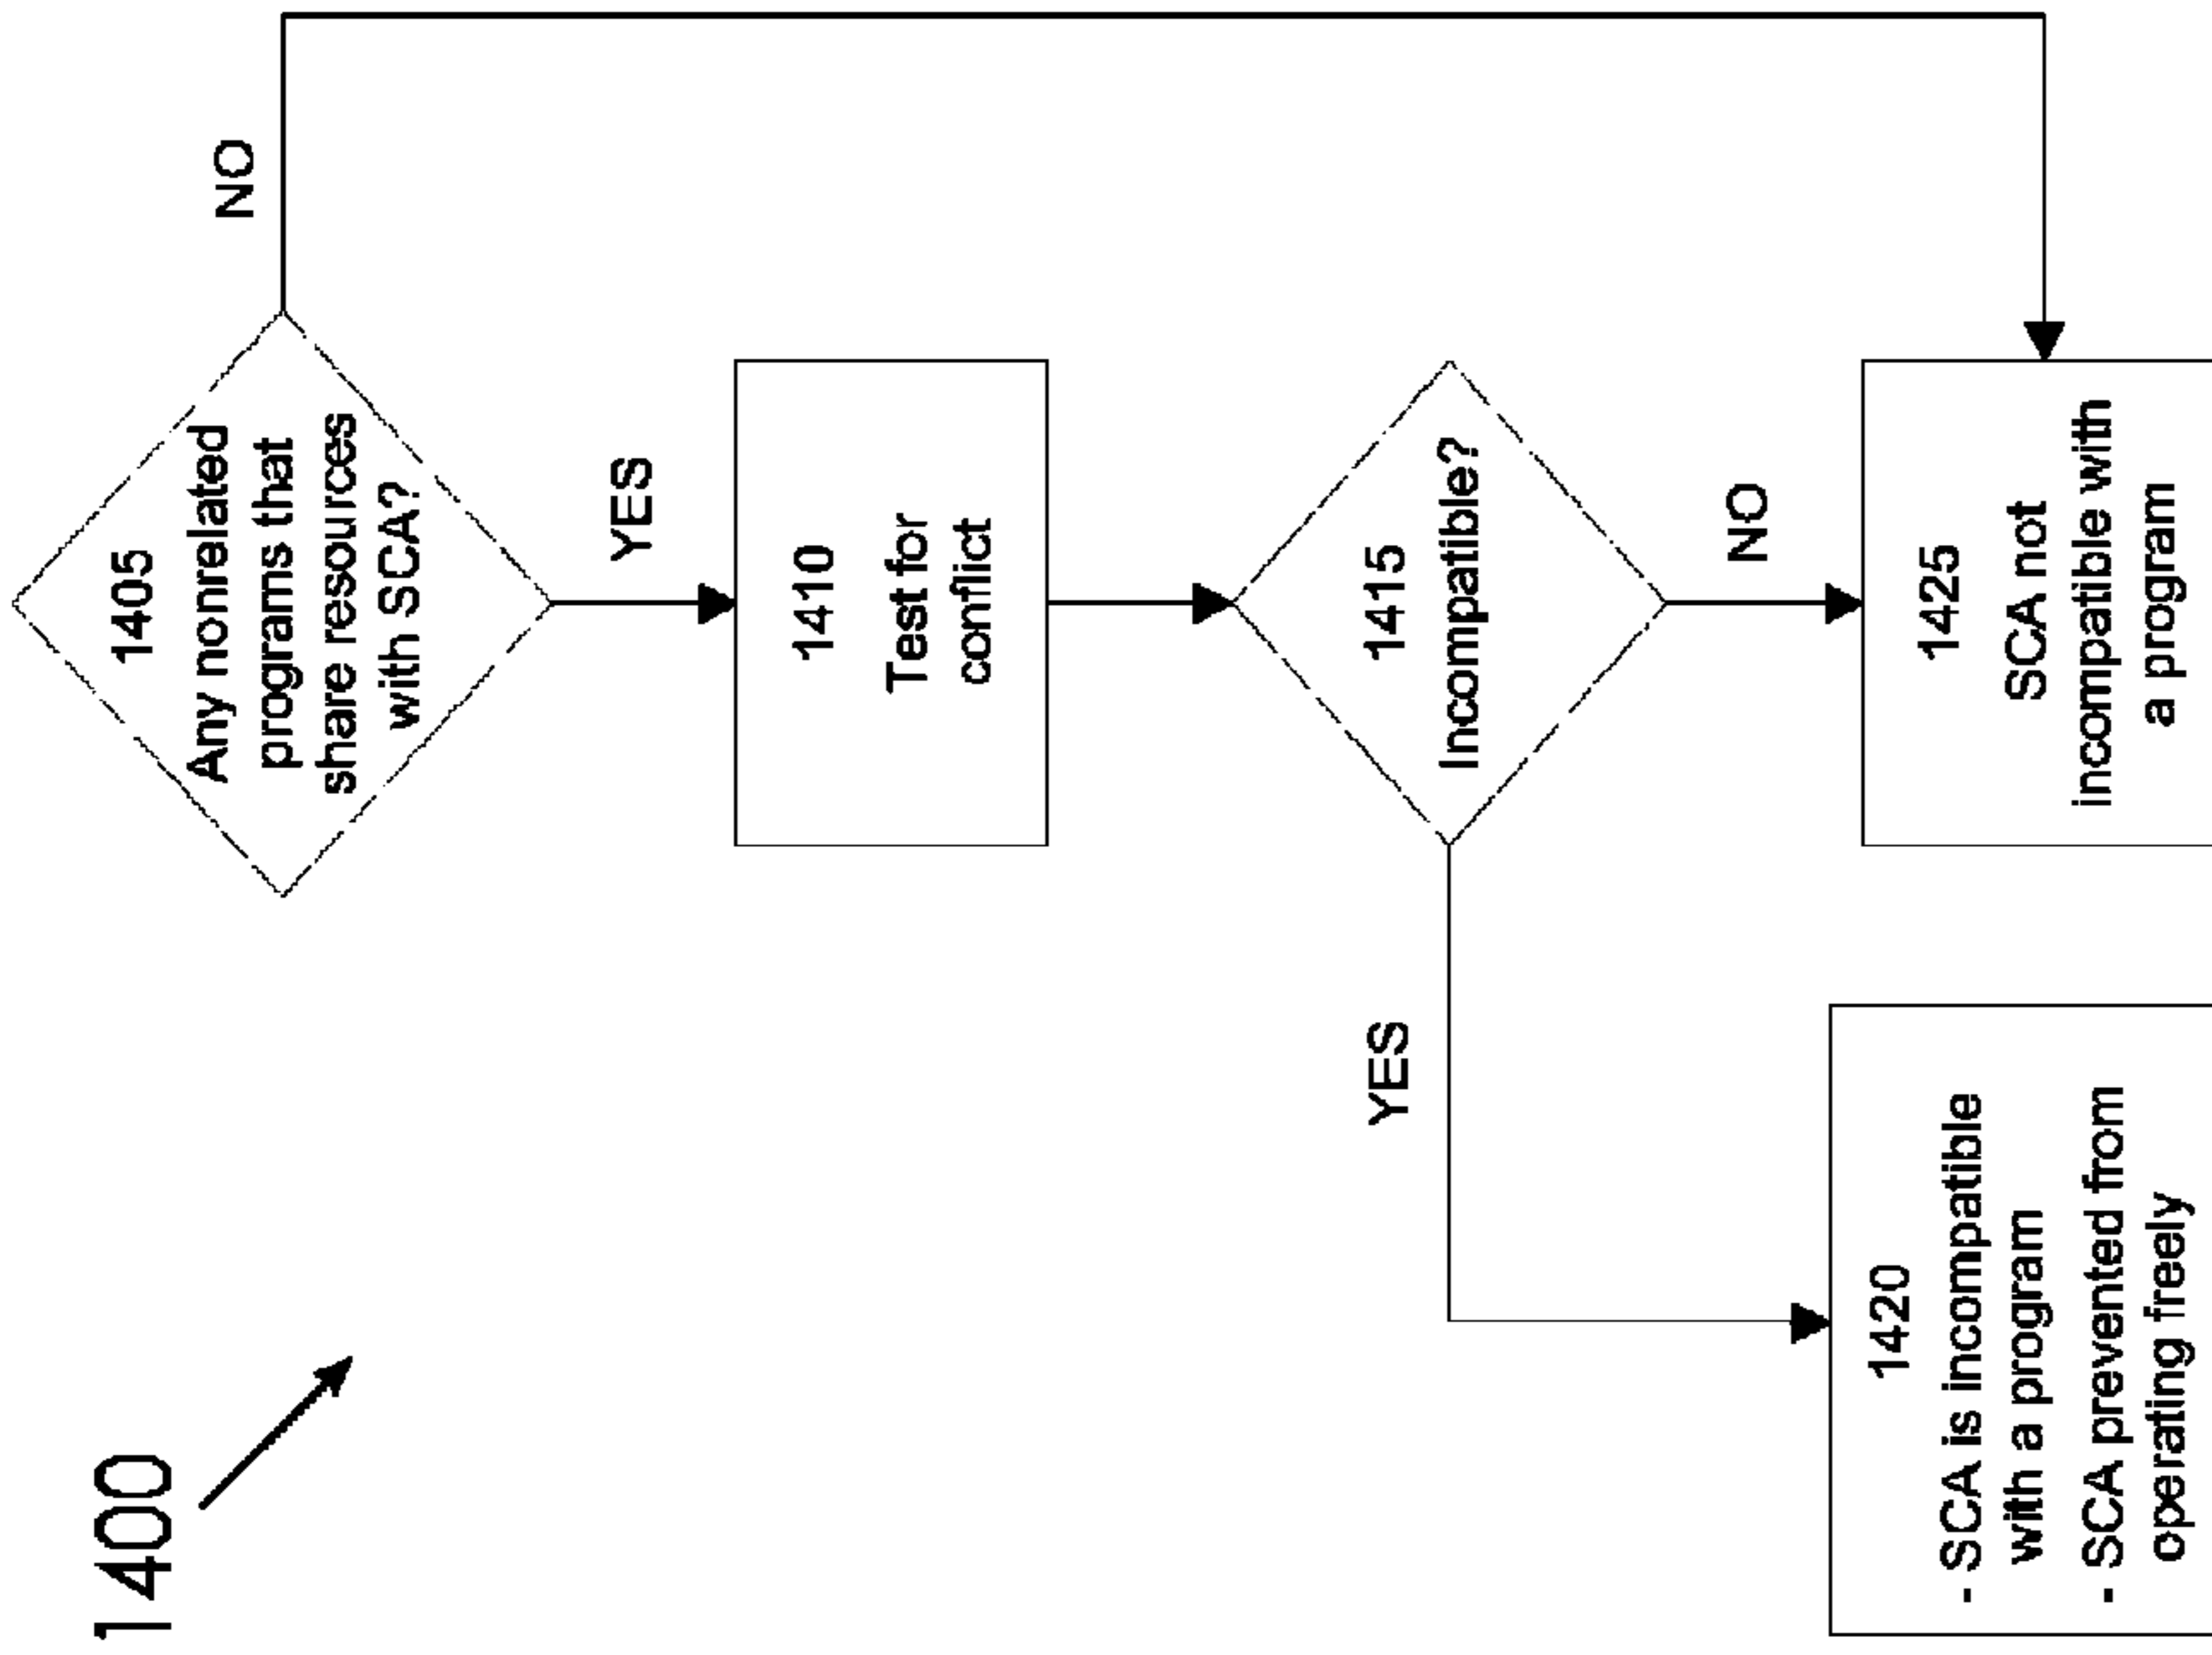 1400
1405
Any nonrelated
programs that
share resources
with SCA?
NO
YES
1410
Test for
conflict
1415
Incompatible?
YES
NO
1420
- SCA is incompatible
with a program
- SCA prevented from
operating freely
1425
SCA not
incompatible with
a program